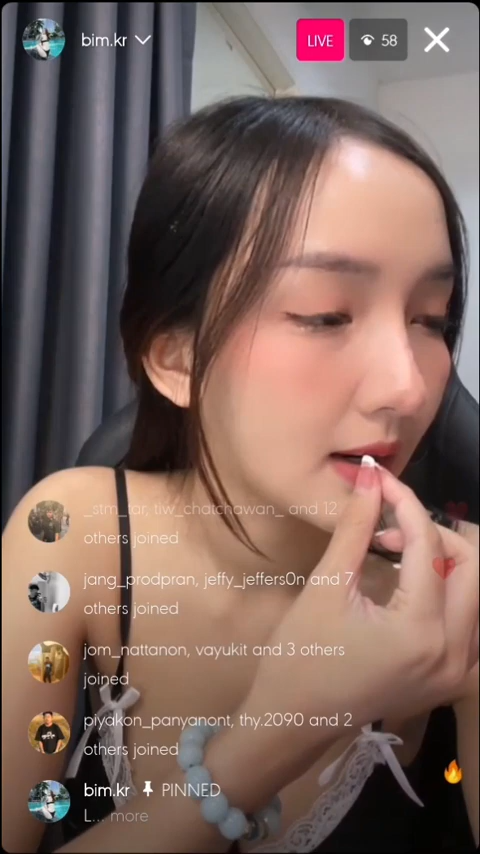 bim.kr
LIVE
58
_stm_tar, tiw_chatchawan_ and 12
others joined
jang_prodpran, jeffy_jeffers0n and 7
others joined
jom_nattanon, vayukit and 3 others
joined
piyakon_panyanont, thy.2090 and 2
others joined
bim.kr PINNED
L... more